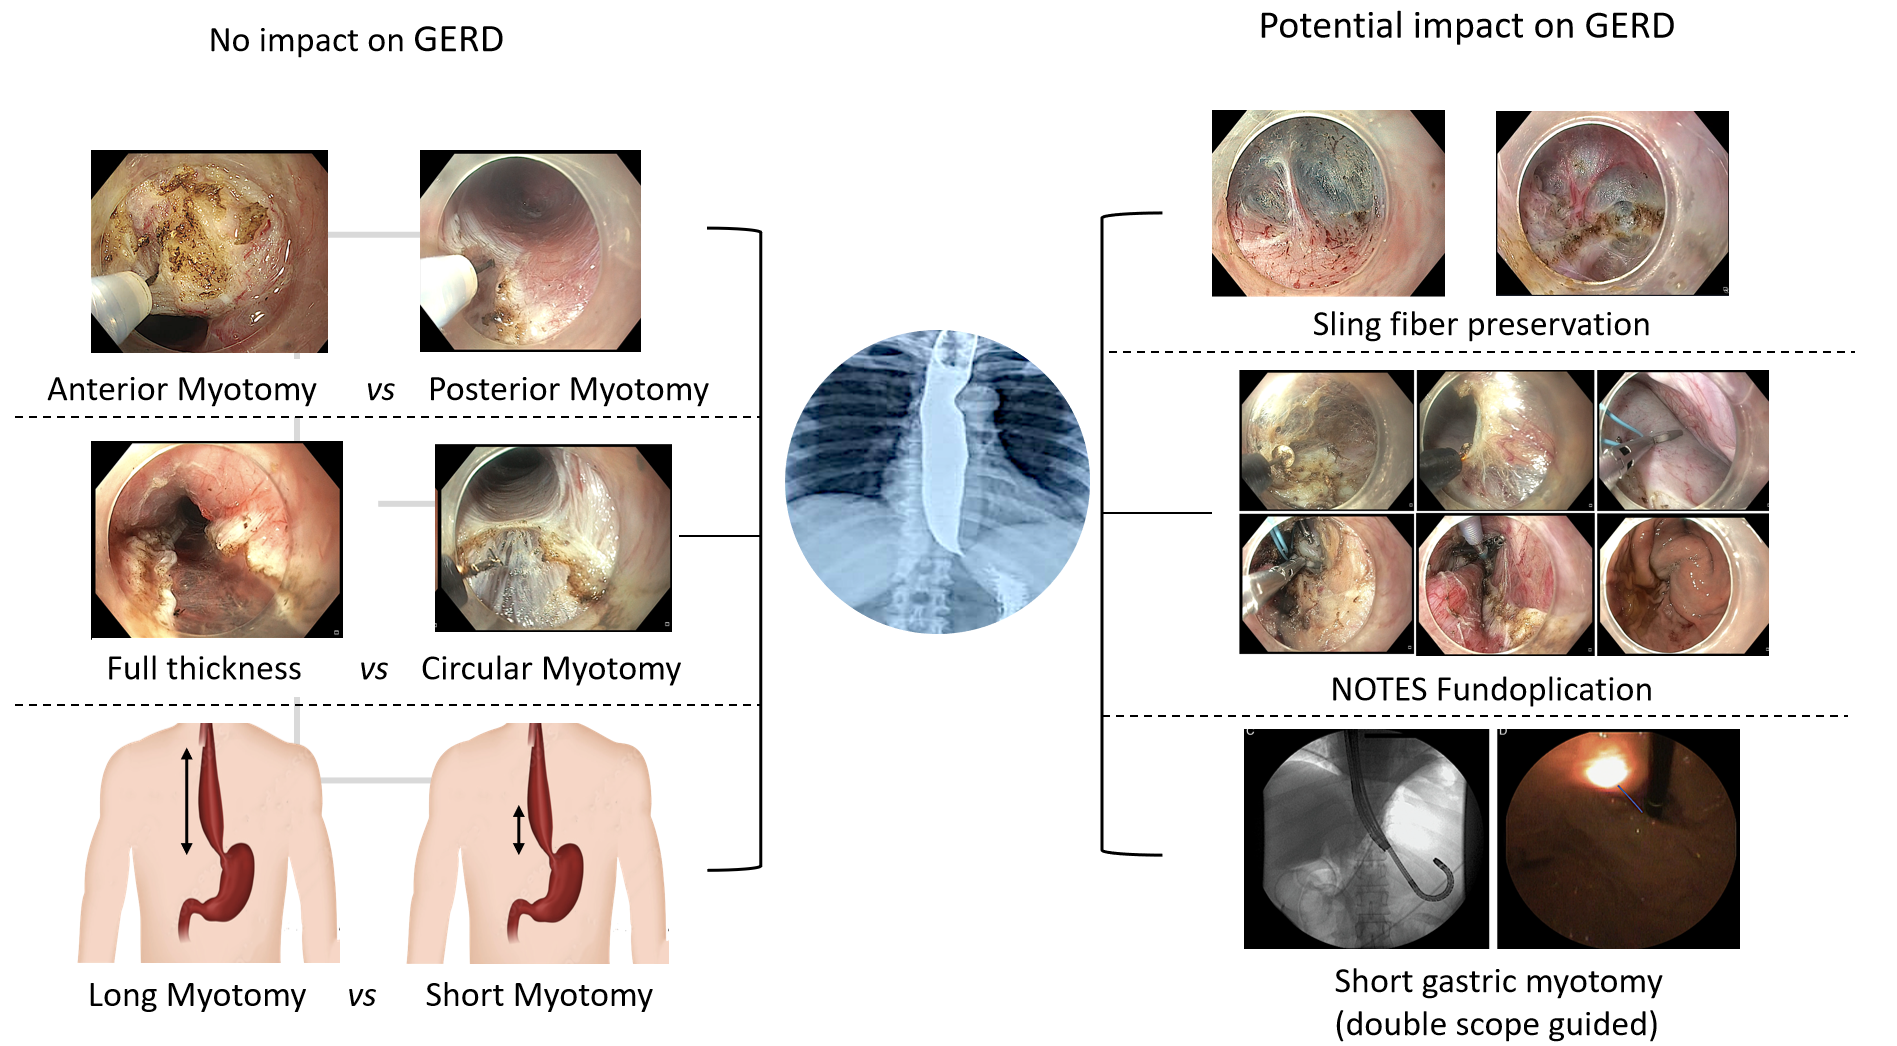 No impact on GERD
Potential impact on GERD
Anterior Myotomy vs Posterior Myotomy
Full thickness vs Circular Myotomy
Long Myotomy vs Short Myotomy
Sling fiber preservation
NOTES Fundoplication
C
D
Short gastric myotomy
(double scope guided)